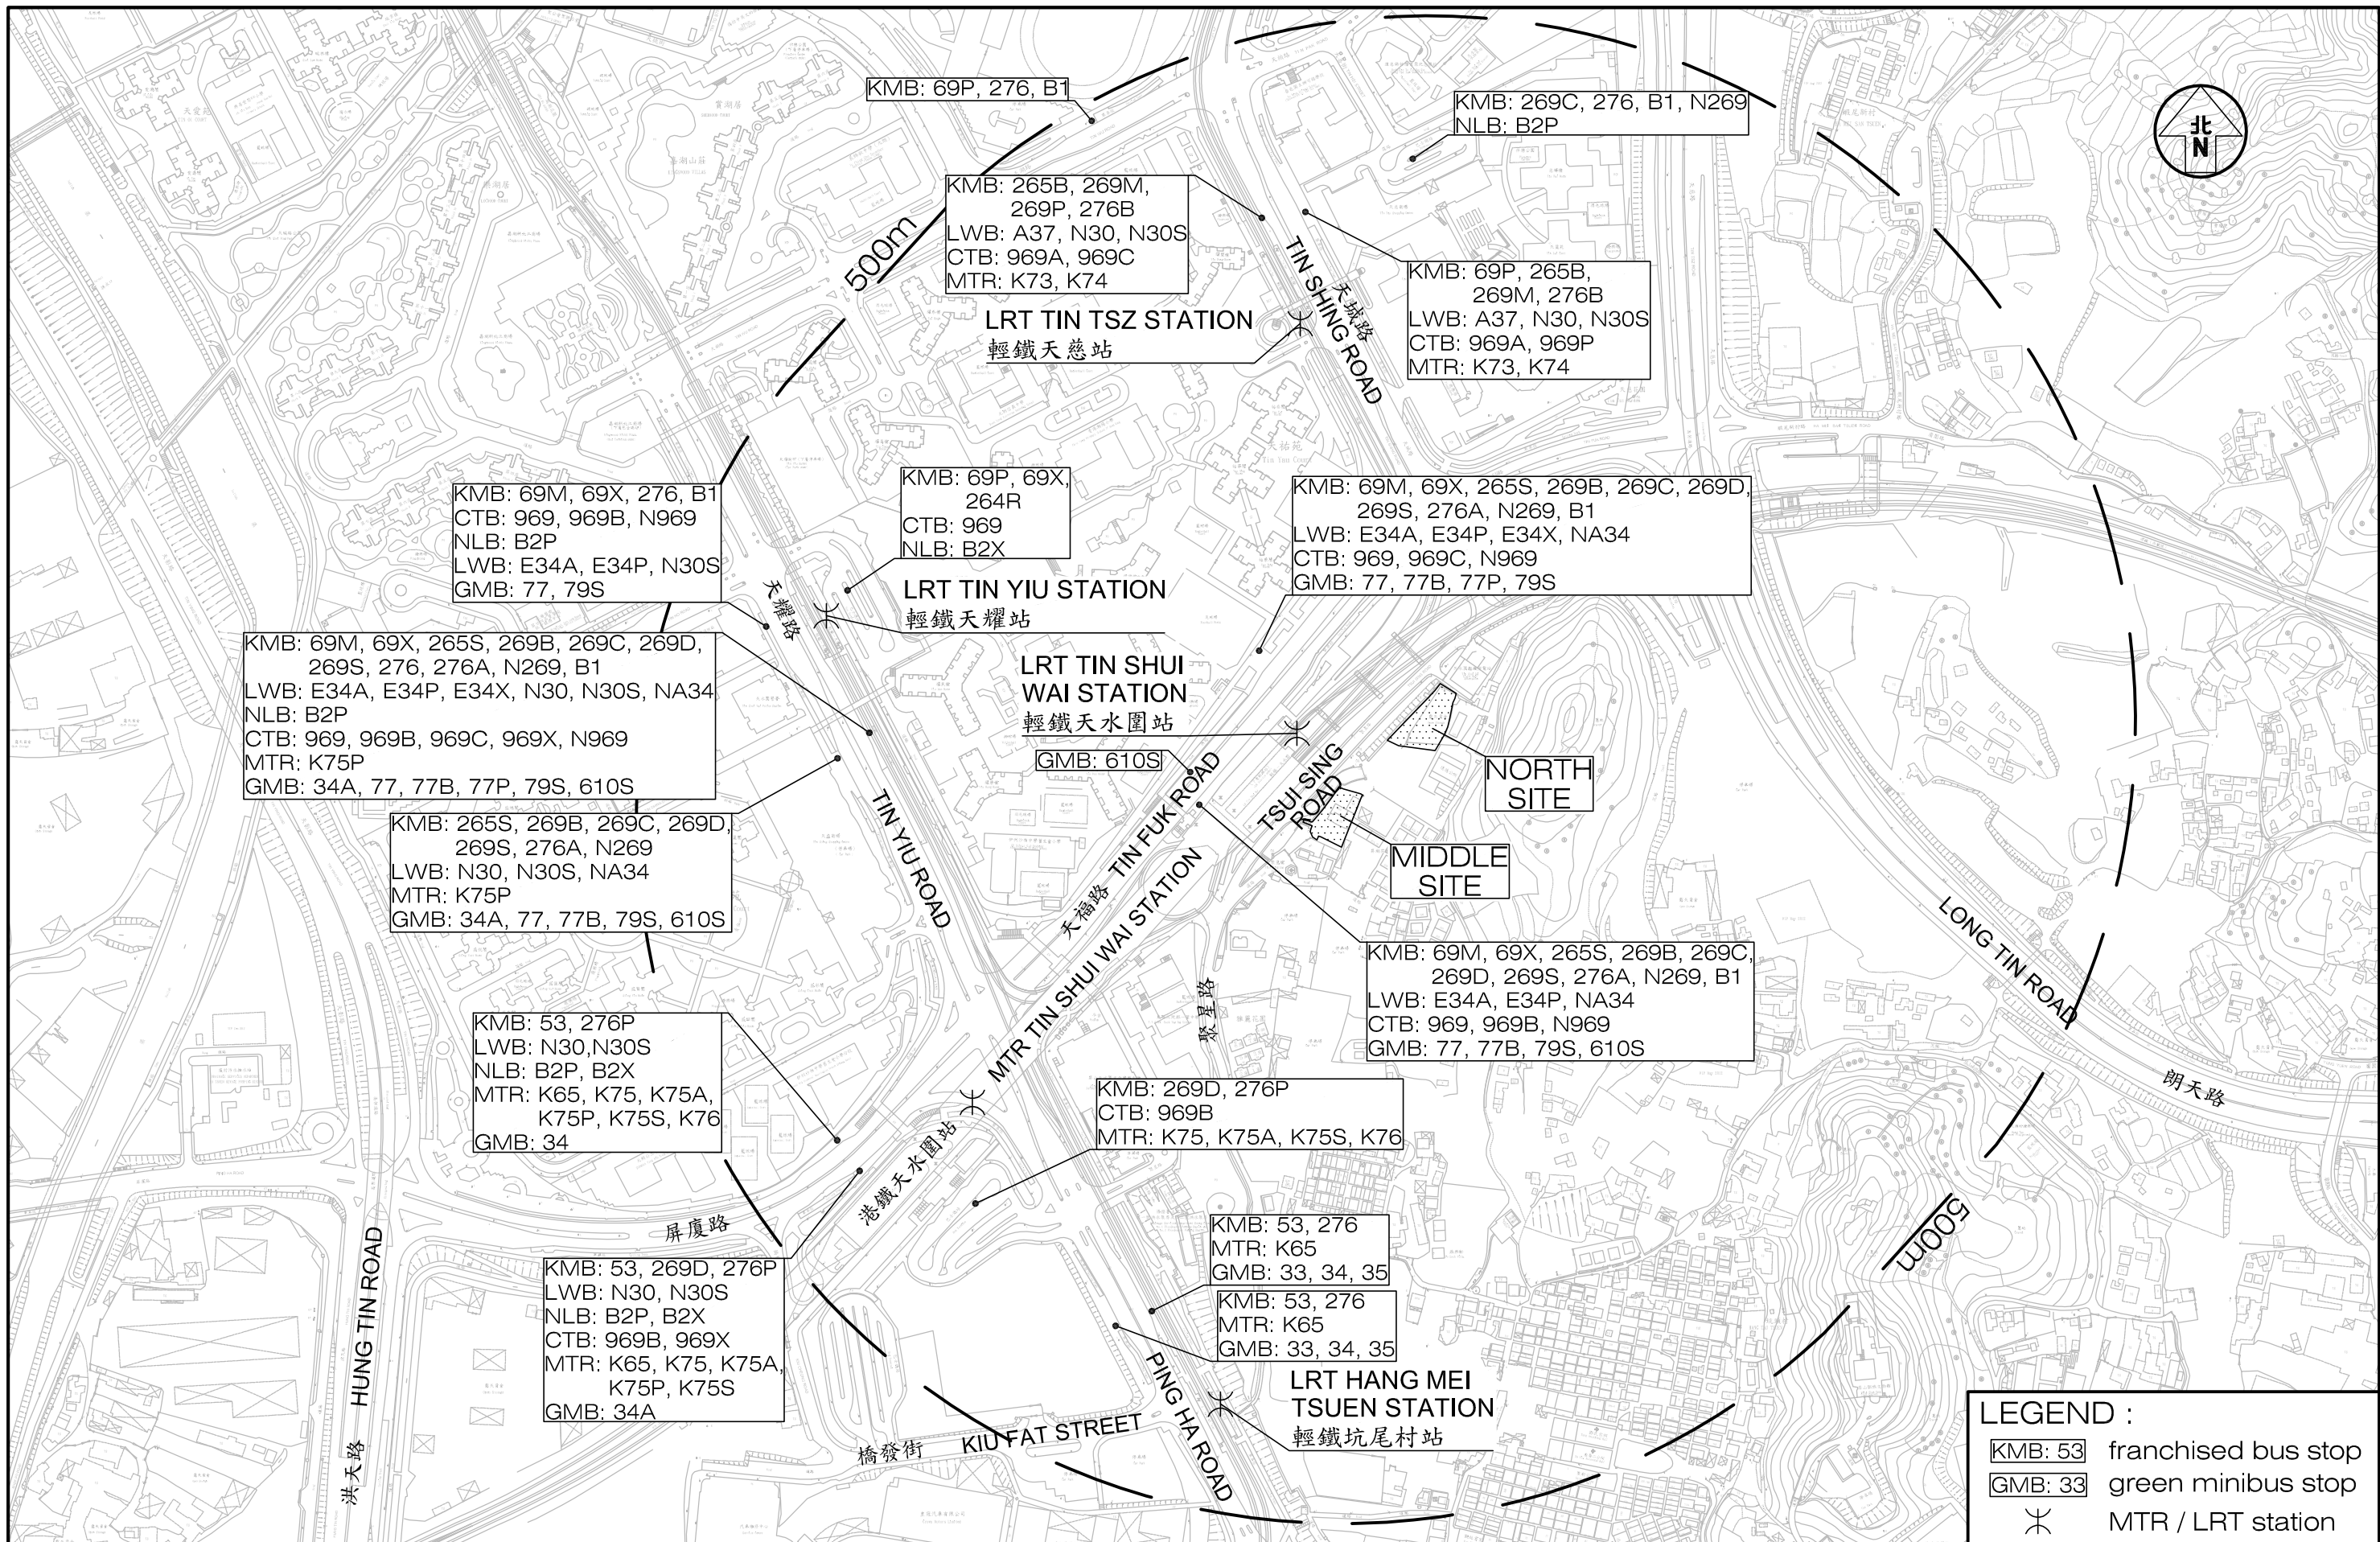 KMB: 69P, 276, B1
KMB: 269C, 276, B1, N269
NLB: B2P
北
N
500m
KMB: 265B, 269M,
269P, 276B
LWB: A37, N30, N30S
CTB: 969A, 969C
MTR: K73, K74
TIN SHING ROAD
天城路
KMB: 69P, 265B,
269M, 276B
LWB: A37, N30, N30S
CTB: 969A, 969P
MTR: K73, K74
LRT TIN TSZ STATION
輕鐵天慈站
KMB: 69M, 69X, 276, B1
CTB: 969, 969B, N969
NLB: B2P
LWB: E34A, E34P, N30S
GMB: 77, 79S
KMB: 69P, 69X,
264R
CTB: 969
NLB: B2X
KMB: 69M, 69X, 265S, 269B, 269C, 269D,
269S, 276A, N269, B1
LWB: E34A, E34P, E34X, NA34
CTB: 969, 969C, N969
GMB: 77, 77B, 77P, 79S
天耀路
LRT TIN YIU STATION
輕鐵天耀站
KMB: 69M, 69X, 265S, 269B, 269C, 269D,
269S, 276, 276A, N269, B1
LWB: E34A, E34P, E34X, N30, N30S, NA34
NLB: B2P
CTB: 969, 969B, 969C, 969X, N969
MTR: K75P
GMB: 34A, 77, 77B, 77P, 79S, 610S
LRT TIN SHUI
WAI STATION
輕鐵天水圍站
GMB: 610S
NORTH
SITE
TSUI SING
ROAD
MIDDLE
SITE
KMB: 265S, 269B, 269C, 269D,
269S, 276A, N269
LWB: N30, N30S, NA34
MTR: K75P
GMB: 34A, 77, 77B, 79S, 610S
TIN YIU ROAD
天福路 TIN FUK ROAD
MTR TIN SHUI WAI STATION
港鐵天水圍站
聚星路
LONG TIN ROAD
朗天路
KMB: 69M, 69X, 265S, 269B, 269C,
269D, 269S, 276A, N269, B1
LWB: E34A, E34P, NA34
CTB: 969, 969B, N969
GMB: 77, 77B, 79S, 610S
KMB: 53, 276P
LWB: N30,N30S
NLB: B2P, B2X
MTR: K65, K75, K75A,
K75P, K75S, K76
GMB: 34
KMB: 269D, 276P
CTB: 969B
MTR: K75, K75A, K75S, K76
屏廈路
500m
KMB: 53, 276
MTR: K65
GMB: 33, 34, 35
KMB: 53, 276
MTR: K65
GMB: 33, 34, 35
KMB: 53, 269D, 276P
LWB: N30, N30S
NLB: B2P, B2X
CTB: 969B, 969X
MTR: K65, K75, K75A,
K75P, K75S
GMB: 34A
洪天路 HUNG TIN ROAD
PING HA ROAD
LRT HANG MEI
TSUEN STATION
輕鐵坑尾村站
橋發街 KIU FAT STREET
LEGEND :
KMB: 53 franchised bus stop
GMB: 33 green minibus stop
MTR / LRT station